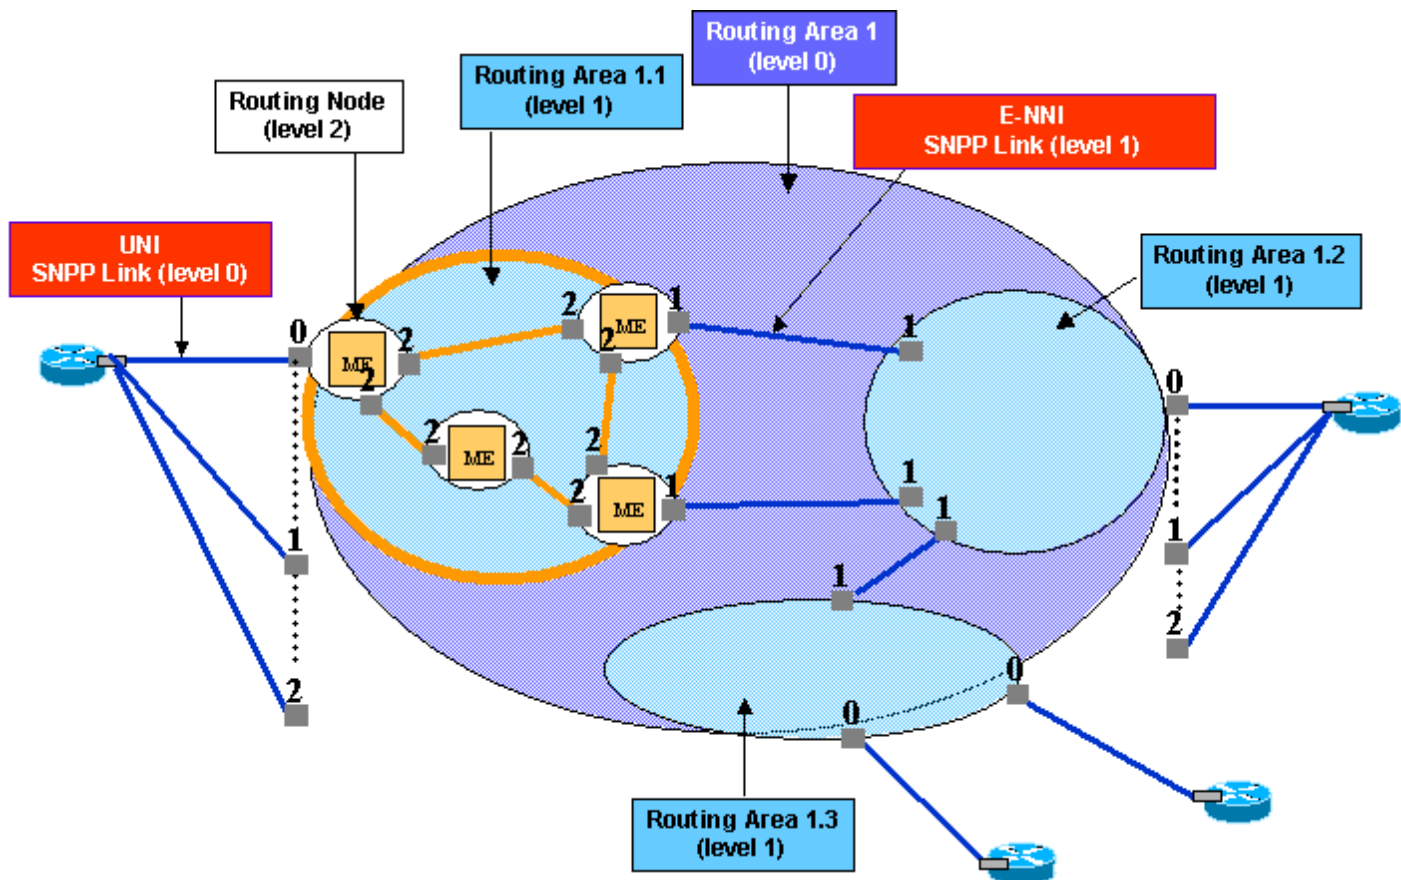 Routing Area 1
(level 0)
Routing Area 1.1
(level 1)
Routing Node
(level 2)
E-NNI
SNPP Link (level 1)
UNI
SNPP Link (level 0)
Routing Area 1.2
(level 1)
0
ME
2
2
2
ME
2
1
1
2
ME
2
2
2
ME
1
1
1
1
0
1
2
0
1
2
0
0
Routing Area 1.3
(level 1)